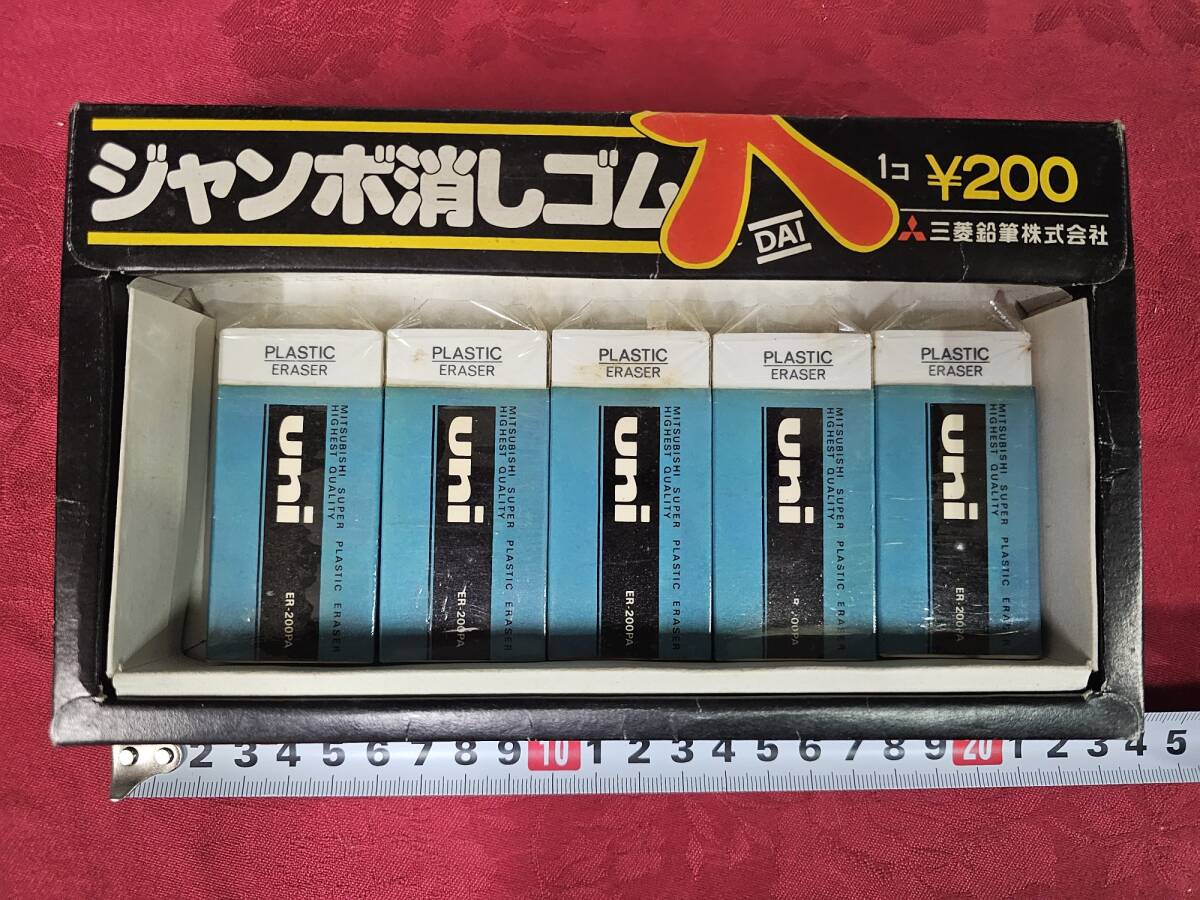 ジャンボ消しゴム
大
DAI
1コ ¥200
三菱鉛筆株式会社
PLASTIC
ERASER
uni
MITSUBISHI SUPER PLASTIC ERASER
HIGHEST QUALITY
ER-200PA
PLASTIC
ERASER
uni
MITSUBISHI SUPER PLASTIC ERASER
HIGHEST QUALITY
ER-200PA
PLASTIC
ERASER
uni
MITSUBISHI SUPER PLASTIC ERASER
HIGHEST QUALITY
ER-200PA
PLASTIC
ERASER
uni
MITSUBISHI SUPER PLASTIC ERASER
HIGHEST QUALITY
PLASTIC
ERASER
uni
MITSUBISHI SUPER PLASTIC ERASER
HIGHEST QUALITY
ER-200PA
2 3 4 5 6 7 8 9 10 1 2 3 4 5 6 7 8 9 20 1 2 3 4 5